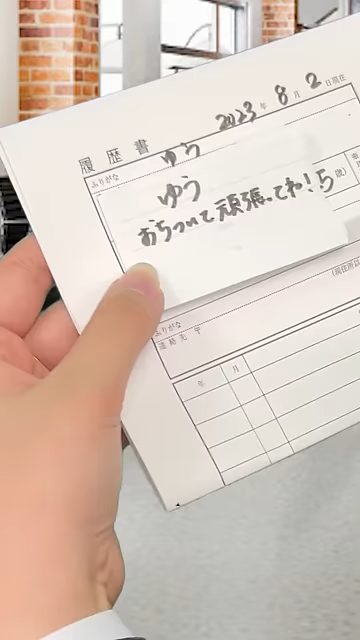 履歴書 2023年8月2日現在
ふりがな ゆう
ゆう
おちついて頑張ってね!
5
ふりがな
連絡先 〒
年 月